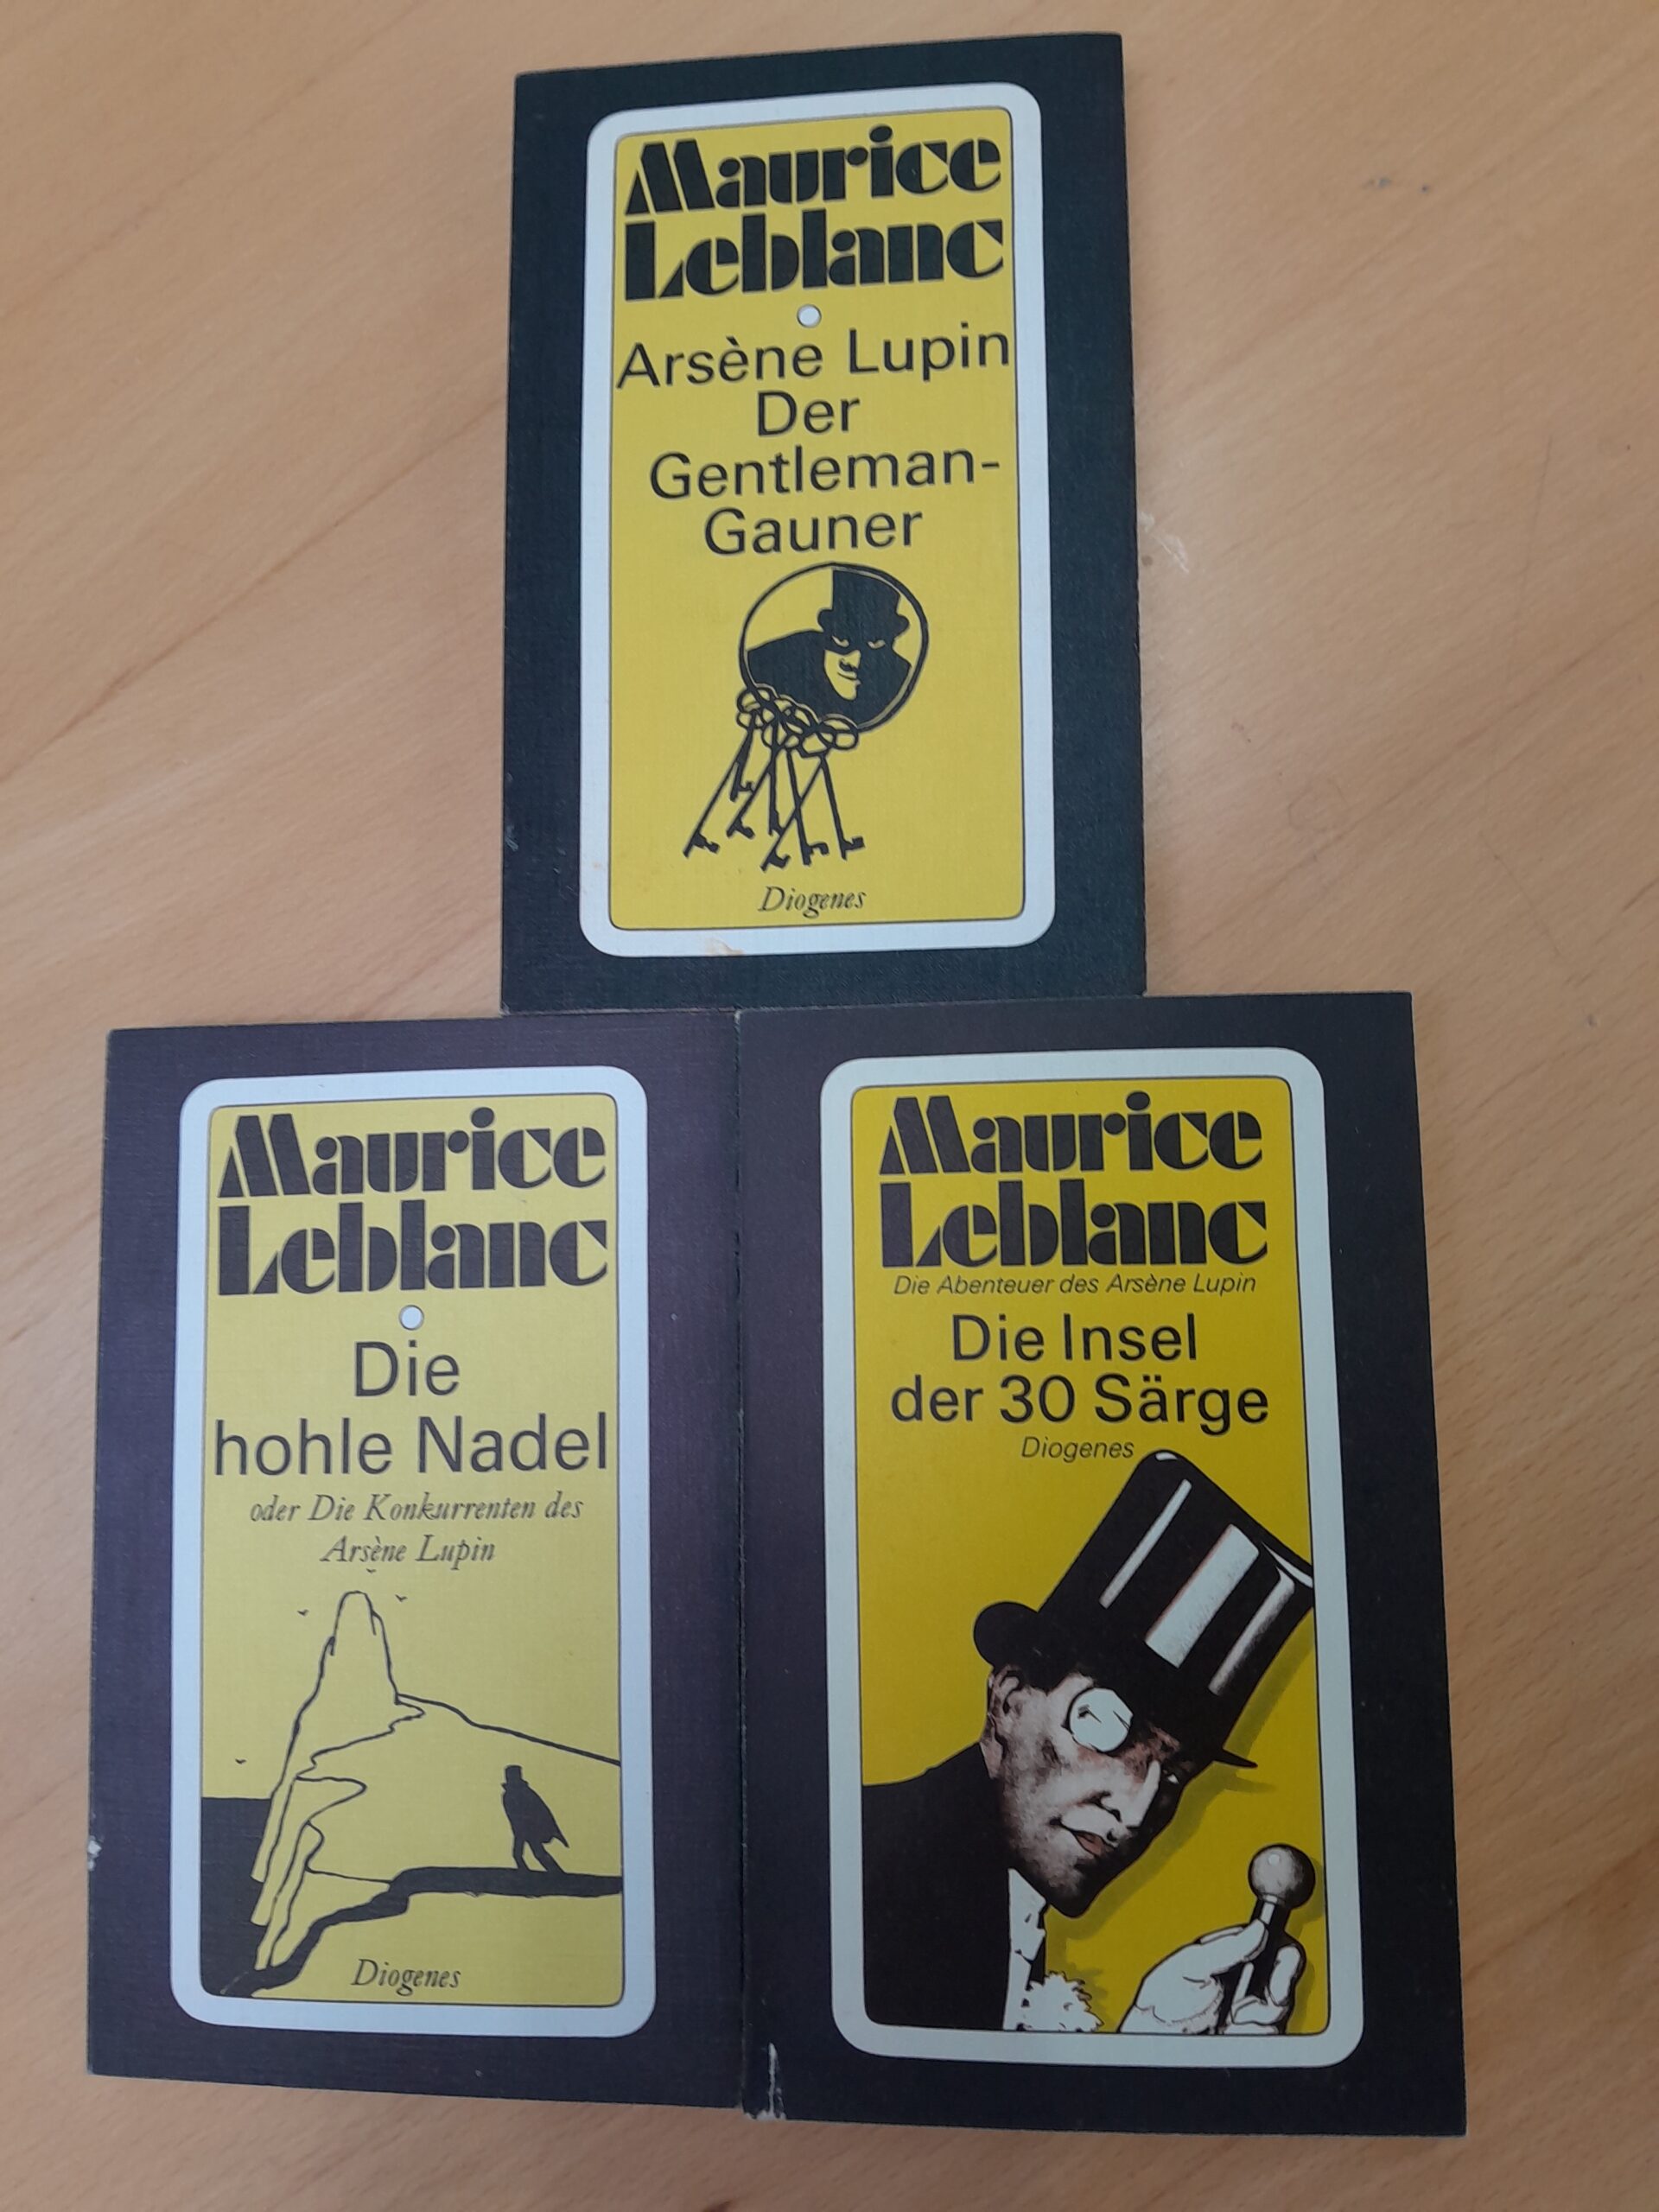 Maurice
Leblanc
Arsène Lupin
Der
Gentleman-
Gauner
Diogenes
Maurice
Leblanc
Die
hohle Nadel
oder Die Konkurrenten des
Arsène Lupin
Diogenes
Maurice
Leblanc
Die Abenteuer des Arsène Lupin
Die Insel
der 30 Särge
Diogenes